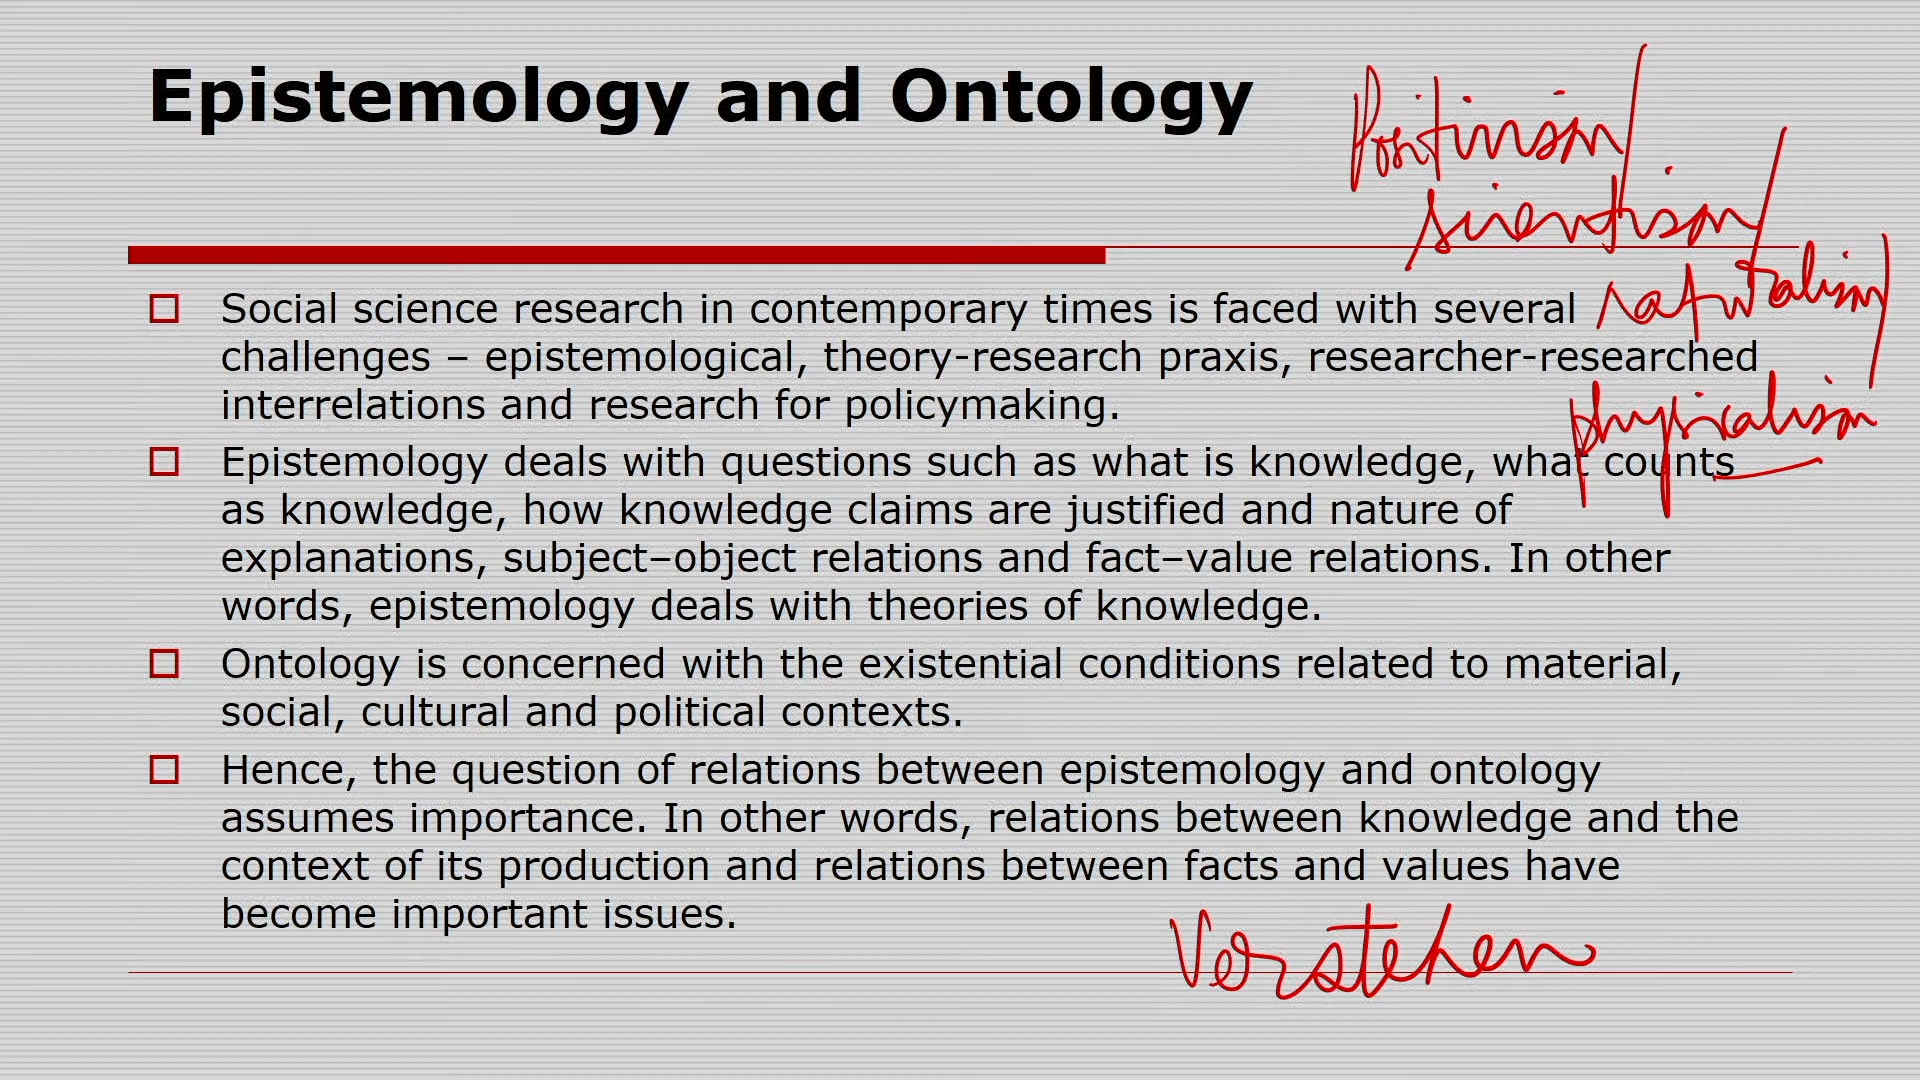 Epistemology and Ontology
Positivism/
scientism/
naturalism/
physicalism
Social science research in contemporary times is faced with several
challenges – epistemological, theory-research praxis, researcher-researched
interrelations and research for policymaking.
Epistemology deals with questions such as what is knowledge, what counts
as knowledge, how knowledge claims are justified and nature of
explanations, subject–object relations and fact–value relations. In other
words, epistemology deals with theories of knowledge.
Ontology is concerned with the existential conditions related to material,
social, cultural and political contexts.
Hence, the question of relations between epistemology and ontology
assumes importance. In other words, relations between knowledge and the
context of its production and relations between facts and values have
become important issues.
Verstehen